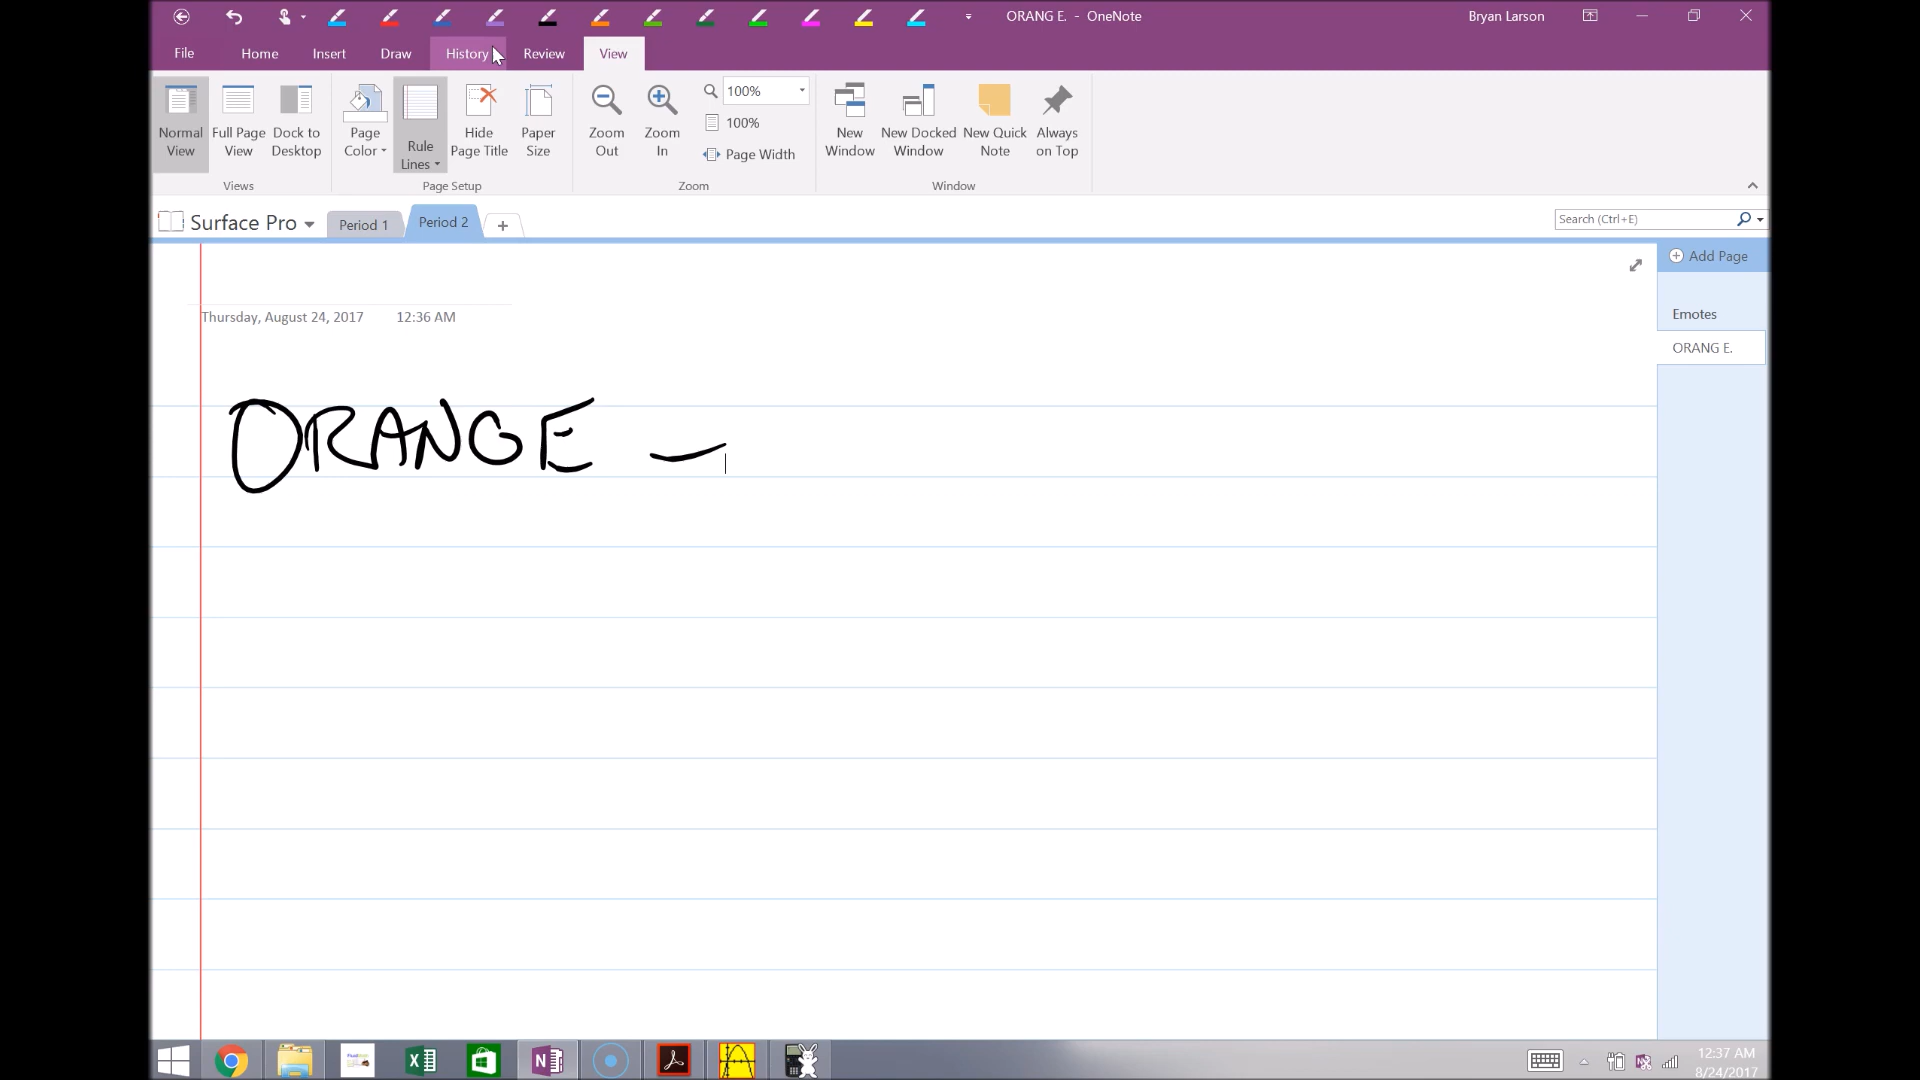 ORANG E. - OneNote
Bryan Larson
File Home Insert Draw History Review View
Normal View
Full Page View
Dock to Desktop
Page Color
Rule Lines
Hide Page Title
Paper Size
Zoom Out
Zoom In
100%
100%
Page Width
New Window
New Docked Window
New Quick Note
Always on Top
Views Page Setup Zoom Window
Surface Pro Period 1 Period 2 +
Search (Ctrl+E)
Add Page
Thursday, August 24, 2017 12:36 AM
Emotes
ORANG E.
ORANGE —
12:37 AM
8/24/2017